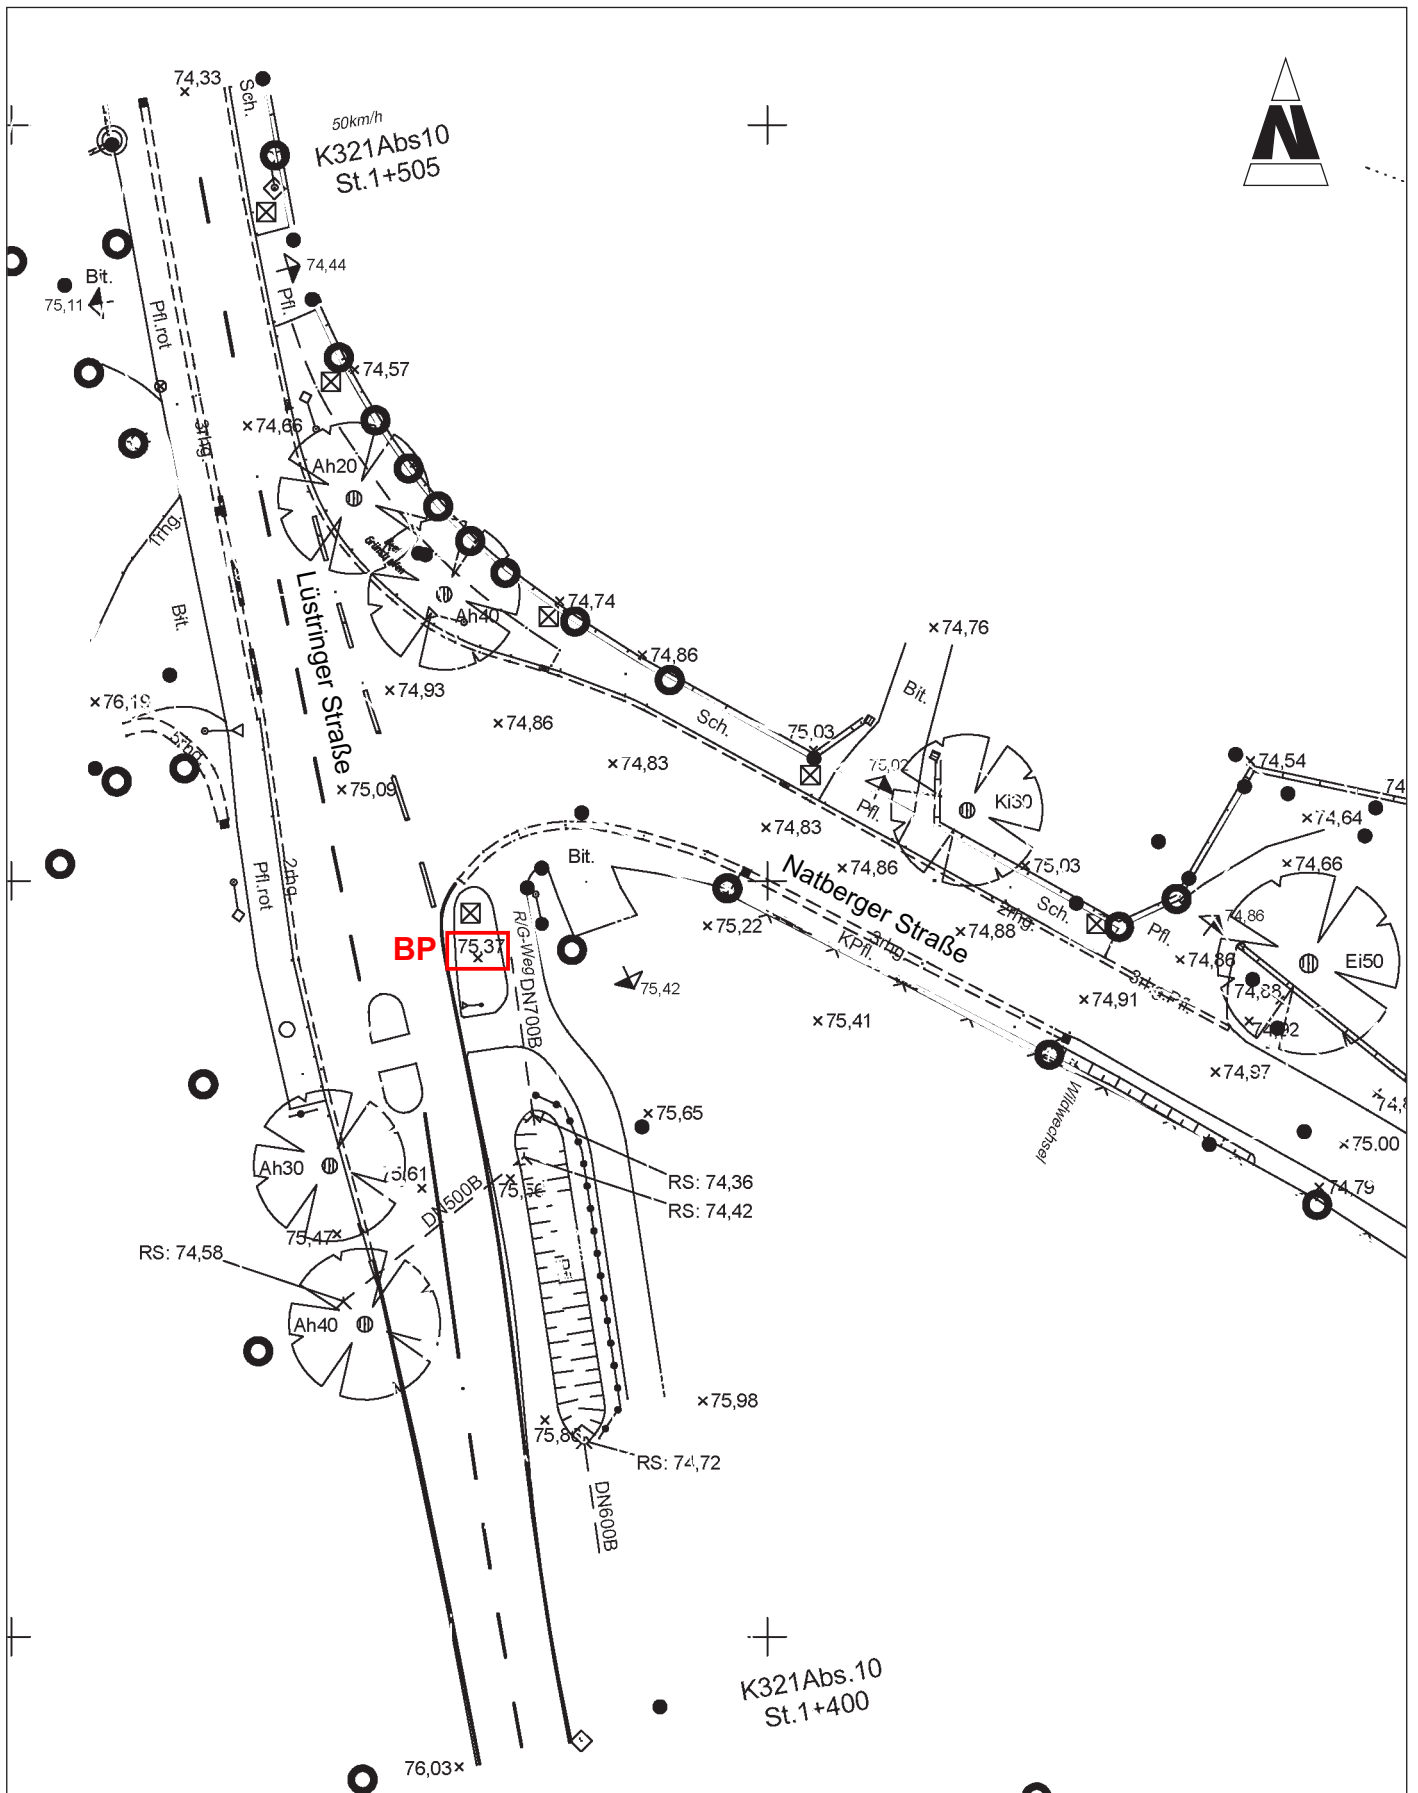 74,33
Sch.
50km/h
K321Abs10
St.1+505
N
74,44
Bit.
75,11
Pfl.rot
Pfl.
74,57
3rhg.
74,66
Ah20
1rhg.
Bit.
Lüstringer Straße
Ah40
74,74
74,76
74,86
76,19
74,93
74,86
Sch.
Bit.
75,03
74,83
75,02
74,54
74
75,09
Pfl.
Ki30
74,64
74,83
Bit.
74,86
75,03
74,66
Pfl.rot
2rhg.
Natberger Straße
Sch.
2rhg.
R/G-Weg
75,22
KPfl.
3rhg
74,88
Pfl.
74,86
BP
75,37
74,86
Ei50
75,42
DN700B
74,91
74,88
75,41
74,92
74,97
75,65
Wildwechsel
75,00
Ah30
RS: 74,36
74,79
75,61
DN500B
RS: 74,42
75,47
RS: 74,58
Ah40
75,98
RS: 74,72
DN600B
K321Abs.10
St.1+400
76,03